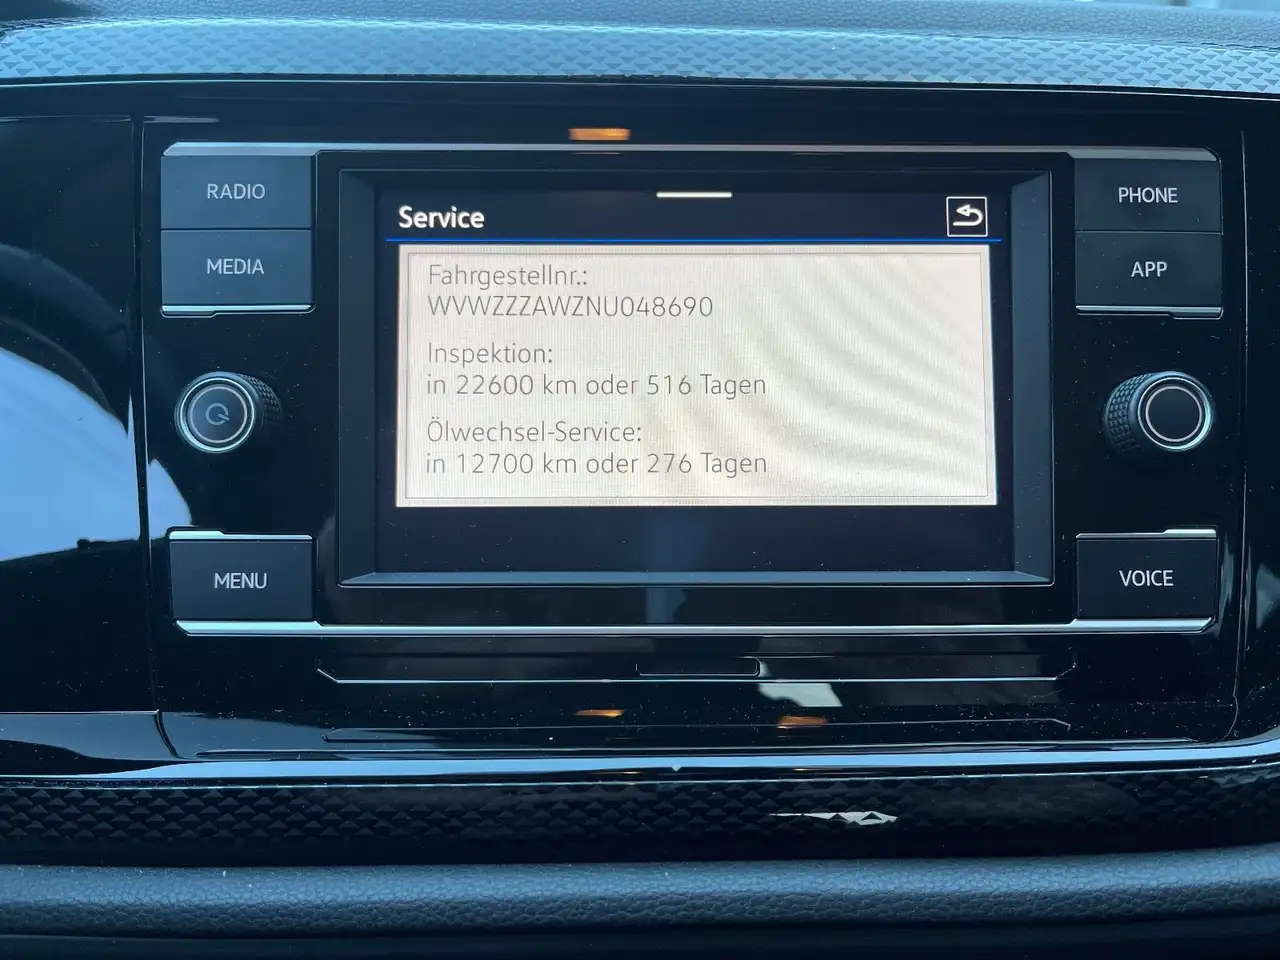 RADIO
MEDIA
MENU
Service
Fahrgestellnr.:
WVWZZZAWZNU048690
Inspektion:
in 22600 km oder 516 Tagen
Ölwechsel-Service:
in 12700 km oder 276 Tagen
PHONE
APP
VOICE